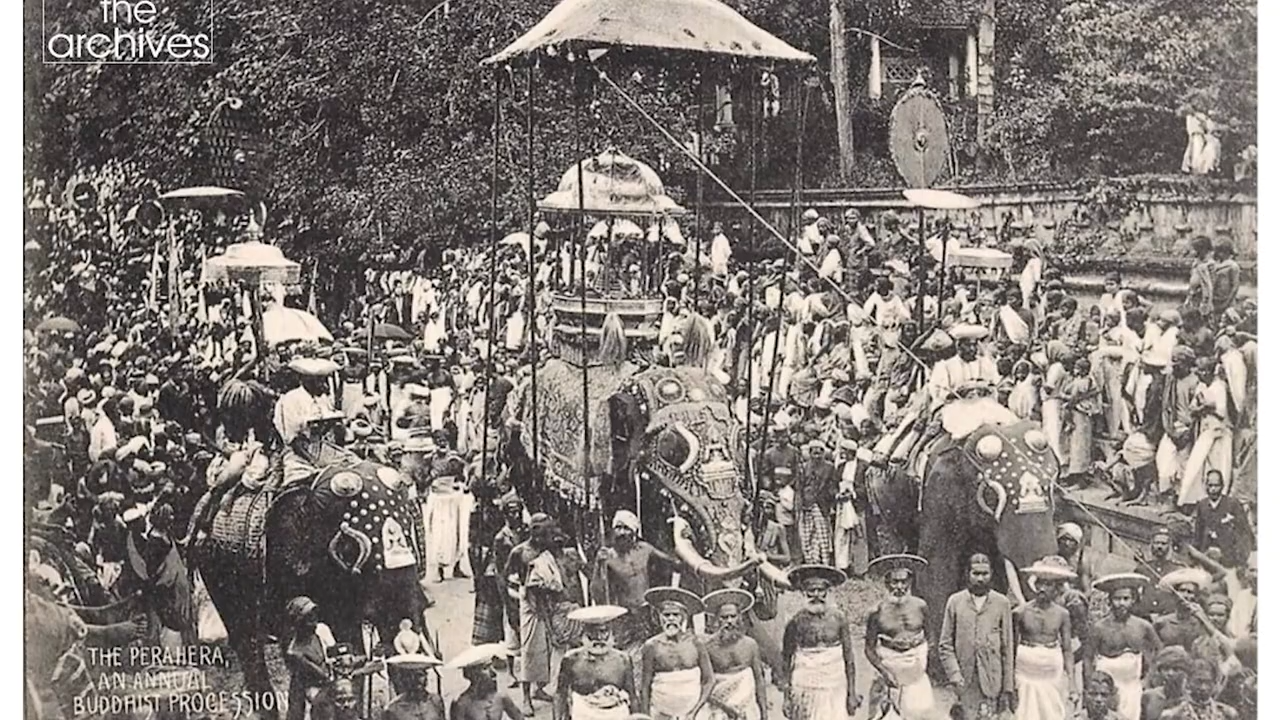 the
archives
THE PERAHERA,
AN ANNUAL
BUDDHIST PROCESSION